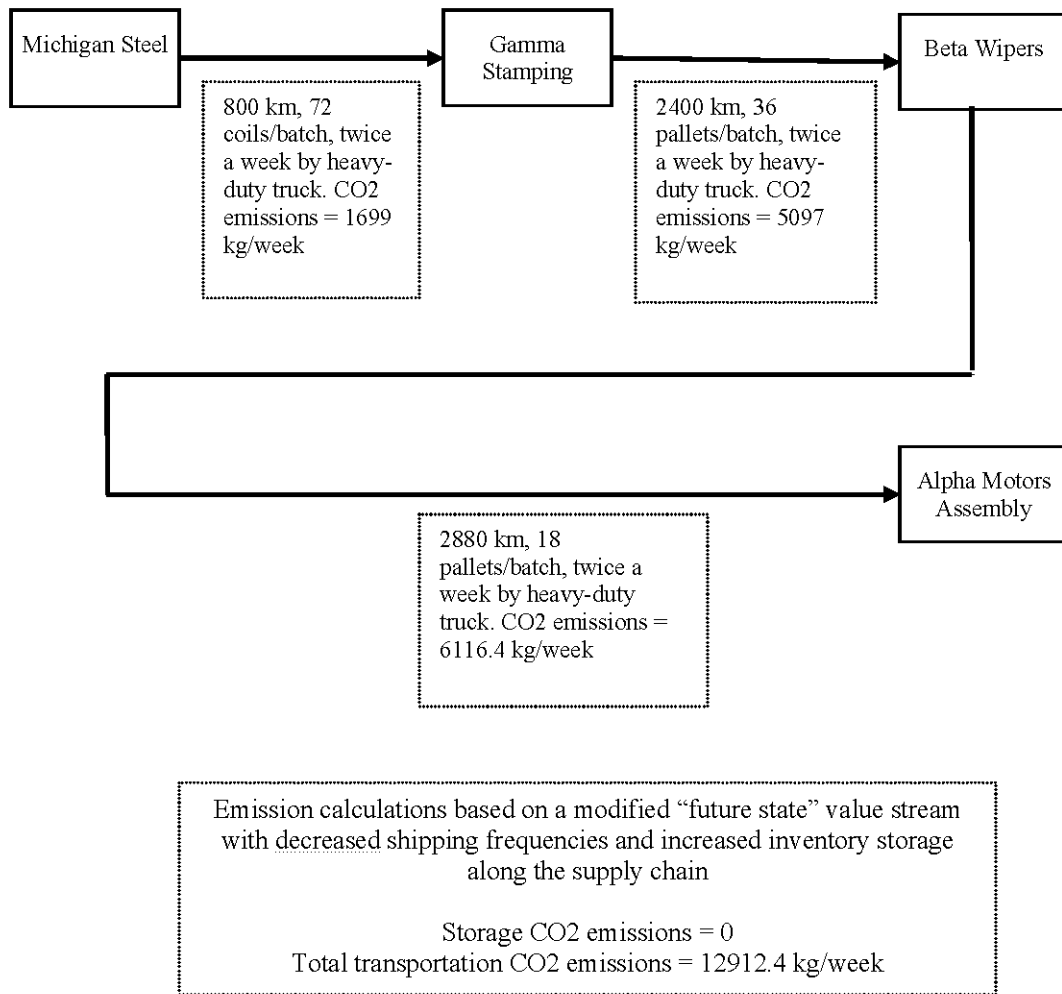 Michigan Steel
Gamma
Stamping
Beta Wipers
800 km, 72
coils/batch, twice
a week by heavy-
duty truck. CO2
emissions = 1699
kg/week
2400 km, 36
pallets/batch, twice
a week by heavy-
duty truck. CO2
emissions = 5097
kg/week
Alpha Motors
Assembly
2880 km, 18
pallets/batch, twice a
week by heavy-duty
truck. CO2 emissions =
6116.4 kg/week
Emission calculations based on a modified “future state” value stream
with decreased shipping frequencies and increased inventory storage
along the supply chain
Storage CO2 emissions = 0
Total transportation CO2 emissions = 12912.4 kg/week